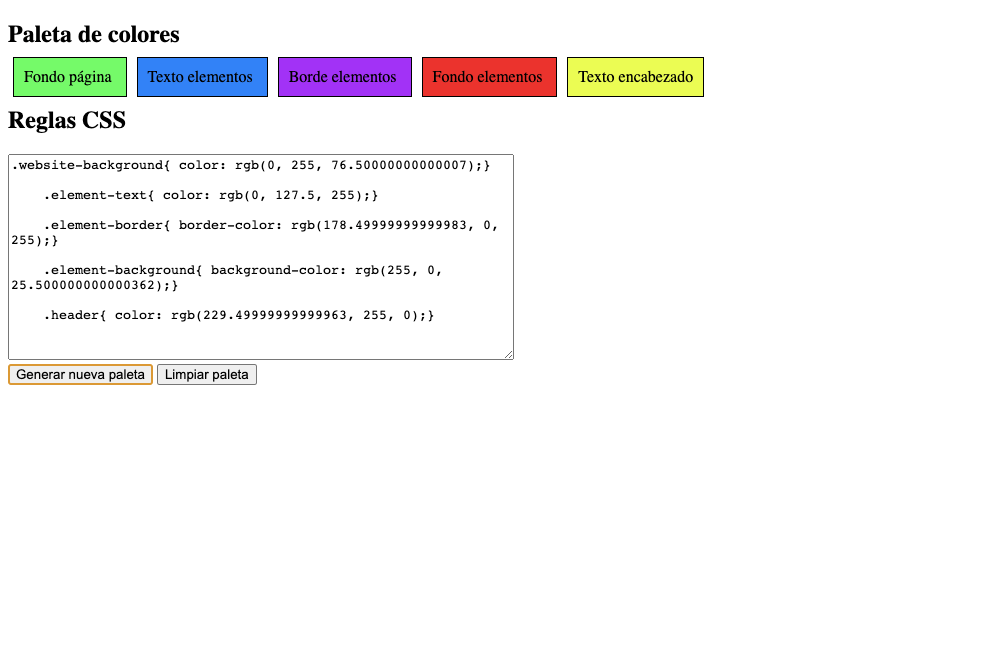 Paleta de colores
Fondo página Texto elementos Borde elementos Fondo elementos Texto encabezado
Reglas CSS
.website-background{ color: rgb(0, 255, 76.50000000000007);}
.element-text{ color: rgb(0, 127.5, 255);}
.element-border{ border-color: rgb(178.49999999999983, 0,
255);}
.element-background{ background-color: rgb(255, 0,
25.500000000000362);}
.header{ color: rgb(229.49999999999963, 255, 0);}
Generar nueva paleta Limpiar paleta